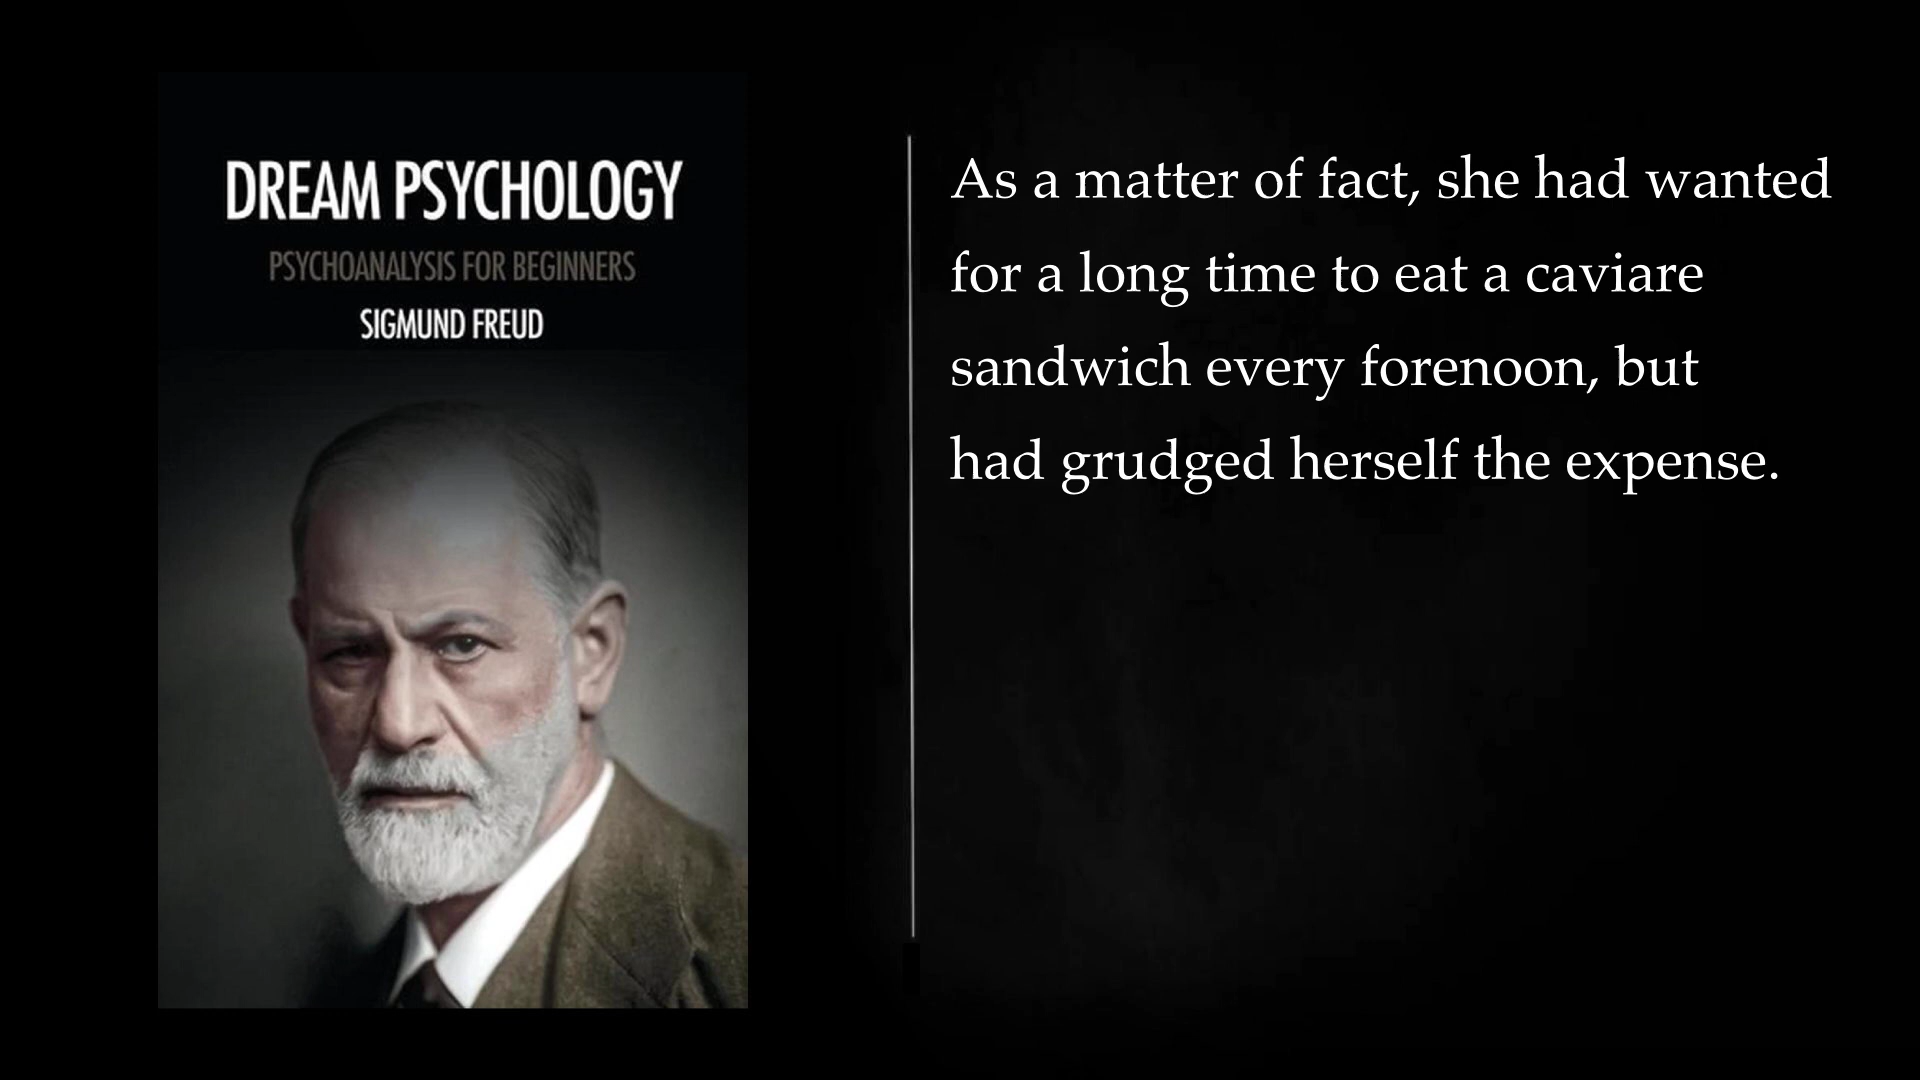 DREAM PSYCHOLOGY
PSYCHOANALYSIS FOR BEGINNERS
SIGMUND FREUD
As a matter of fact, she had wanted
for a long time to eat a caviare
sandwich every forenoon, but
had grudged herself the expense.